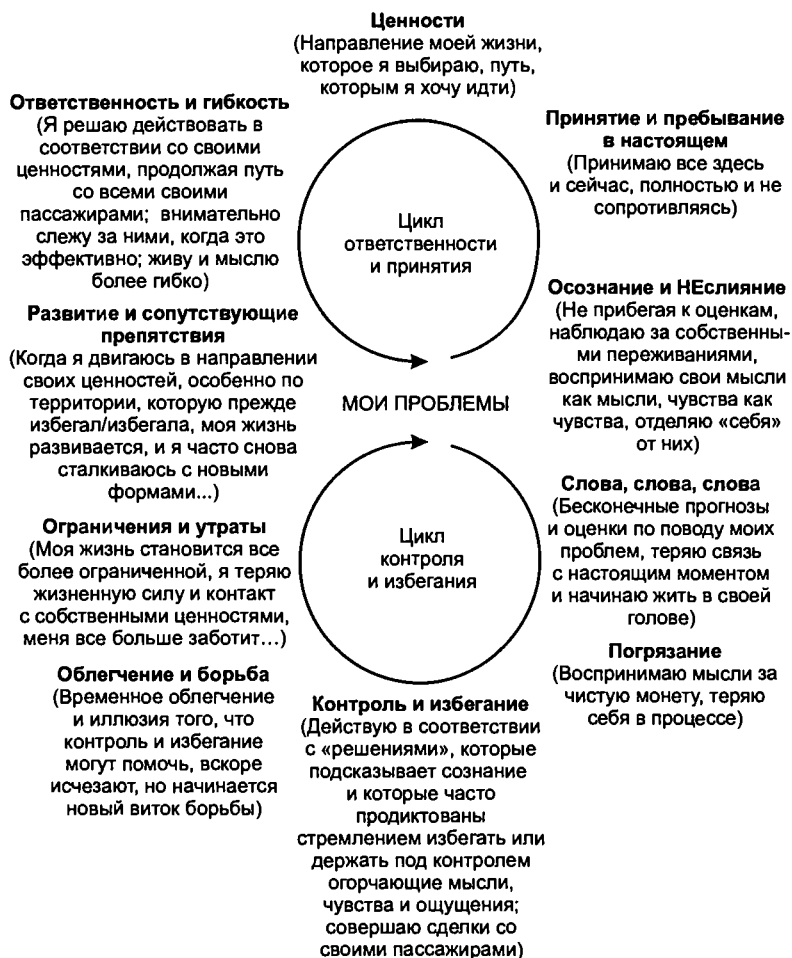 Ценности
(Направление моей жизни,
которое я выбираю, путь,
которым я хочу идти)
Ответственность и гибкость
(Я решаю действовать в
соответствии со своими
ценностями, продолжая путь
со всеми своими
пассажирами; внимательно
слежу за ними, когда это
эффективно; живу и мыслю
более гибко)
Принятие и пребывание
в настоящем
(Принимаю все здесь
и сейчас, полностью и не
сопротивляясь)
Цикл
ответственности
и принятия
Осознание и НЕслияние
(Не прибегая к оценкам,
наблюдаю за собственны-
ми переживаниями,
воспринимаю свои мысли
как мысли, чувства как
чувства, отделяю «себя»
от них)
Развитие и сопутствующие
препятствия
(Когда я двигаюсь в направлении
своих ценностей, особенно по
территории, которую прежде
избегал/избегала, моя жизнь
развивается, и я часто снова
сталкиваюсь с новыми
формами...)
МОИ ПРОБЛЕМЫ
Слова, слова, слова
(Бесконечные прогнозы
и оценки по поводу моих
проблем, теряю связь
с настоящим моментом
и начинаю жить в своей
голове)
Ограничения и утраты
(Моя жизнь становится все
более ограниченной, я теряю
жизненную силу и контакт
с собственными ценностями,
меня все больше заботит...)
Цикл
контроля
и избегания
Погрязание
(Воспринимаю мысли за
чистую монету, теряю
себя в процессе)
Облегчение и борьба
(Временное облегчение
и иллюзия того, что
контроль и избегание
могут помочь, вскоре
исчезают, но начинается
новый виток борьбы)
Контроль и избегание
(Действую в соответствии
с «решениями», которые
подсказывает сознание
и которые часто
продиктованы
стремлением избегать или
держать под контролем
огорчающие мысли,
чувства и ощущения;
совершаю сделки со
своими пассажирами)